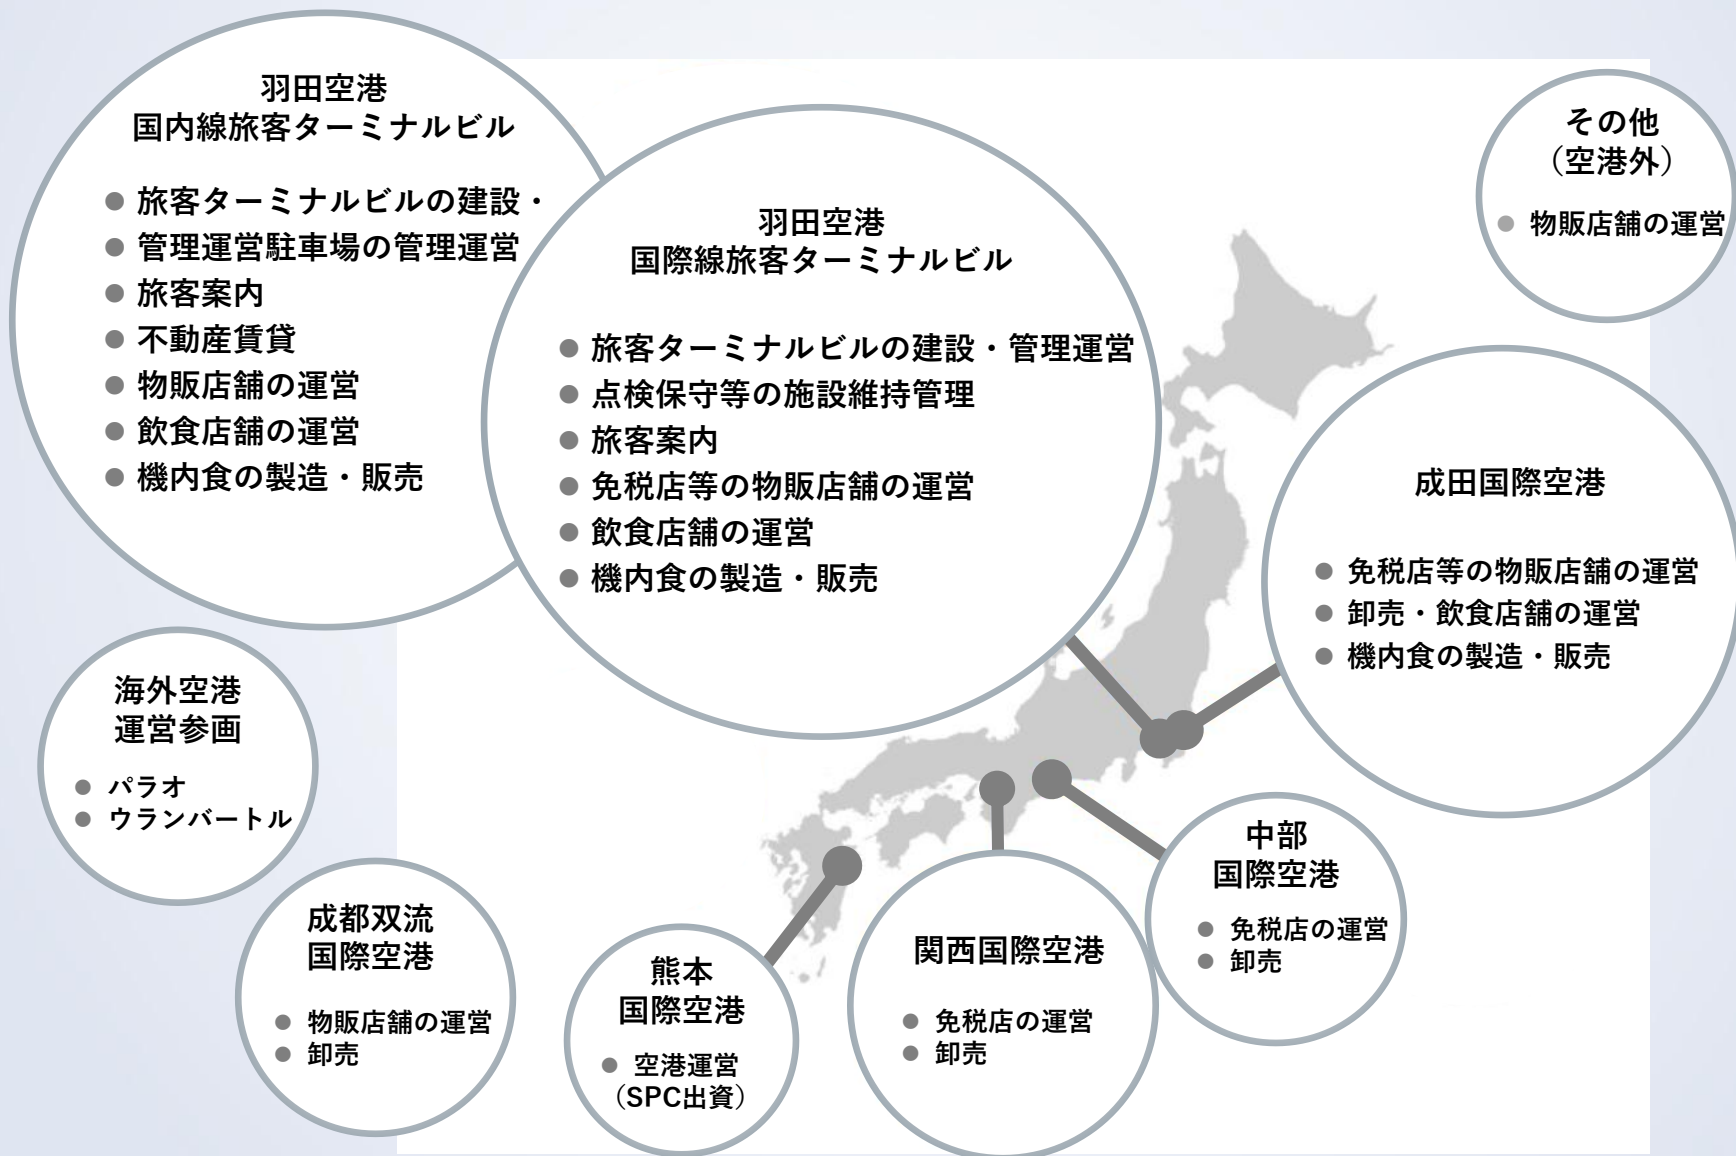 羽田空港
国内線旅客ターミナルビル
● 旅客ターミナルビルの建設・
● 管理運営駐車場の管理運営
● 旅客案内
● 不動産賃貸
● 物販店舗の運営
● 飲食店舗の運営
● 機内食の製造・販売
羽田空港
国際線旅客ターミナルビル
● 旅客ターミナルビルの建設・管理運営
● 点検保守等の施設維持管理
● 旅客案内
● 免税店等の物販店舗の運営
● 飲食店舗の運営
● 機内食の製造・販売
その他
（空港外）
● 物販店舗の運営
成田国際空港
● 免税店等の物販店舗の運営
● 卸売・飲食店舗の運営
● 機内食の製造・販売
海外空港
運営参画
● パラオ
● ウランバートル
成都双流
国際空港
● 物販店舗の運営
● 卸売
熊本
国際空港
● 空港運営
（SPC出資）
関西国際空港
● 免税店の運営
● 卸売
中部
国際空港
● 免税店の運営
● 卸売